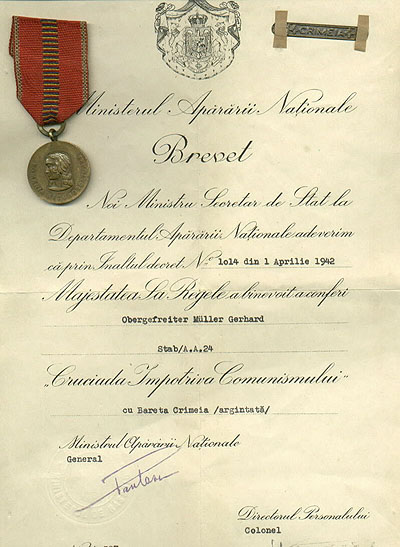 CRIMEIA
Ministerul Apărării Naționale
Brevet
Noi Ministru Secretar de Stat la
Departamentul Apărării Naționale adeverim
că prin Înaltul decret No 1014 din 1 Aprilie 1942
Majestatea Sa Regele a binevoit a conferi
Obergefreiter Müller Gerhard
Stab/A.A.24
„Cruciada Împotriva Comunismului"
cu Bareta Crimeia /argintată/
Ministrul Apărării Naționale
General
Directorul Personalului
Colonel